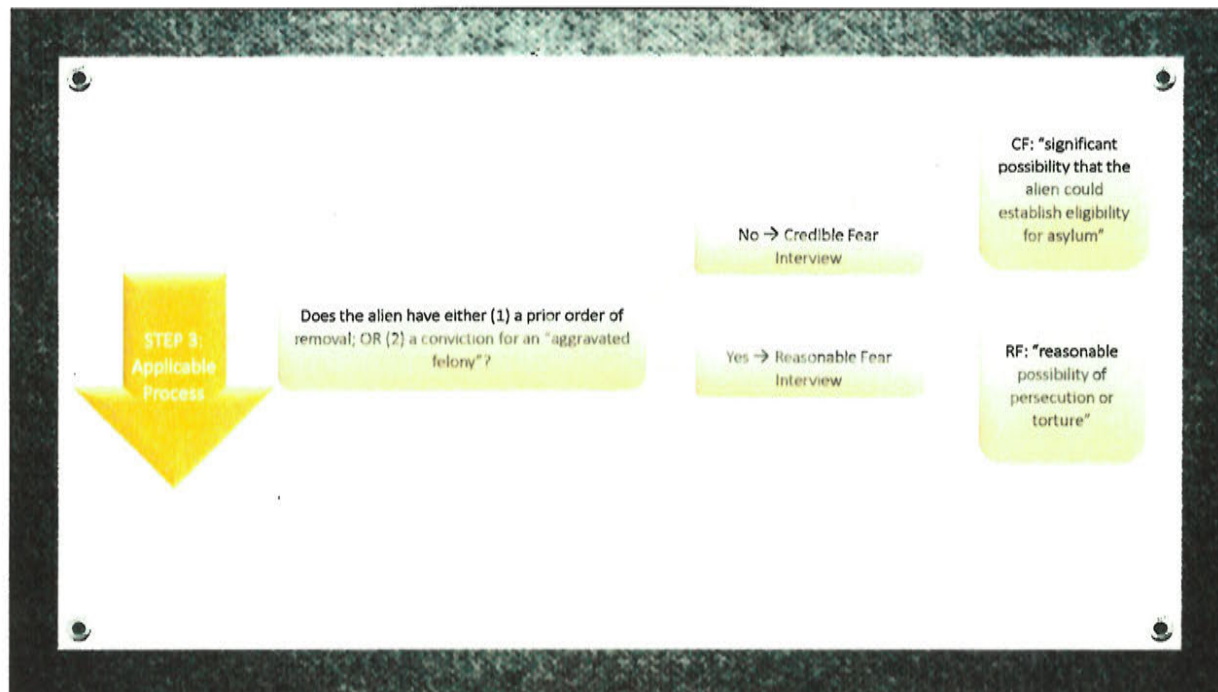 STEP 3:
Applicable
Process
Does the alien have either (1) a prior order of
removal; OR (2) a conviction for an "aggravated
felony"?
No → Credible Fear
Interview
Yes → Reasonable Fear
Interview
CF: "significant
possibility that the
alien could
establish eligibility
for asylum"
RF: "reasonable
possibility of
persecution or
torture"